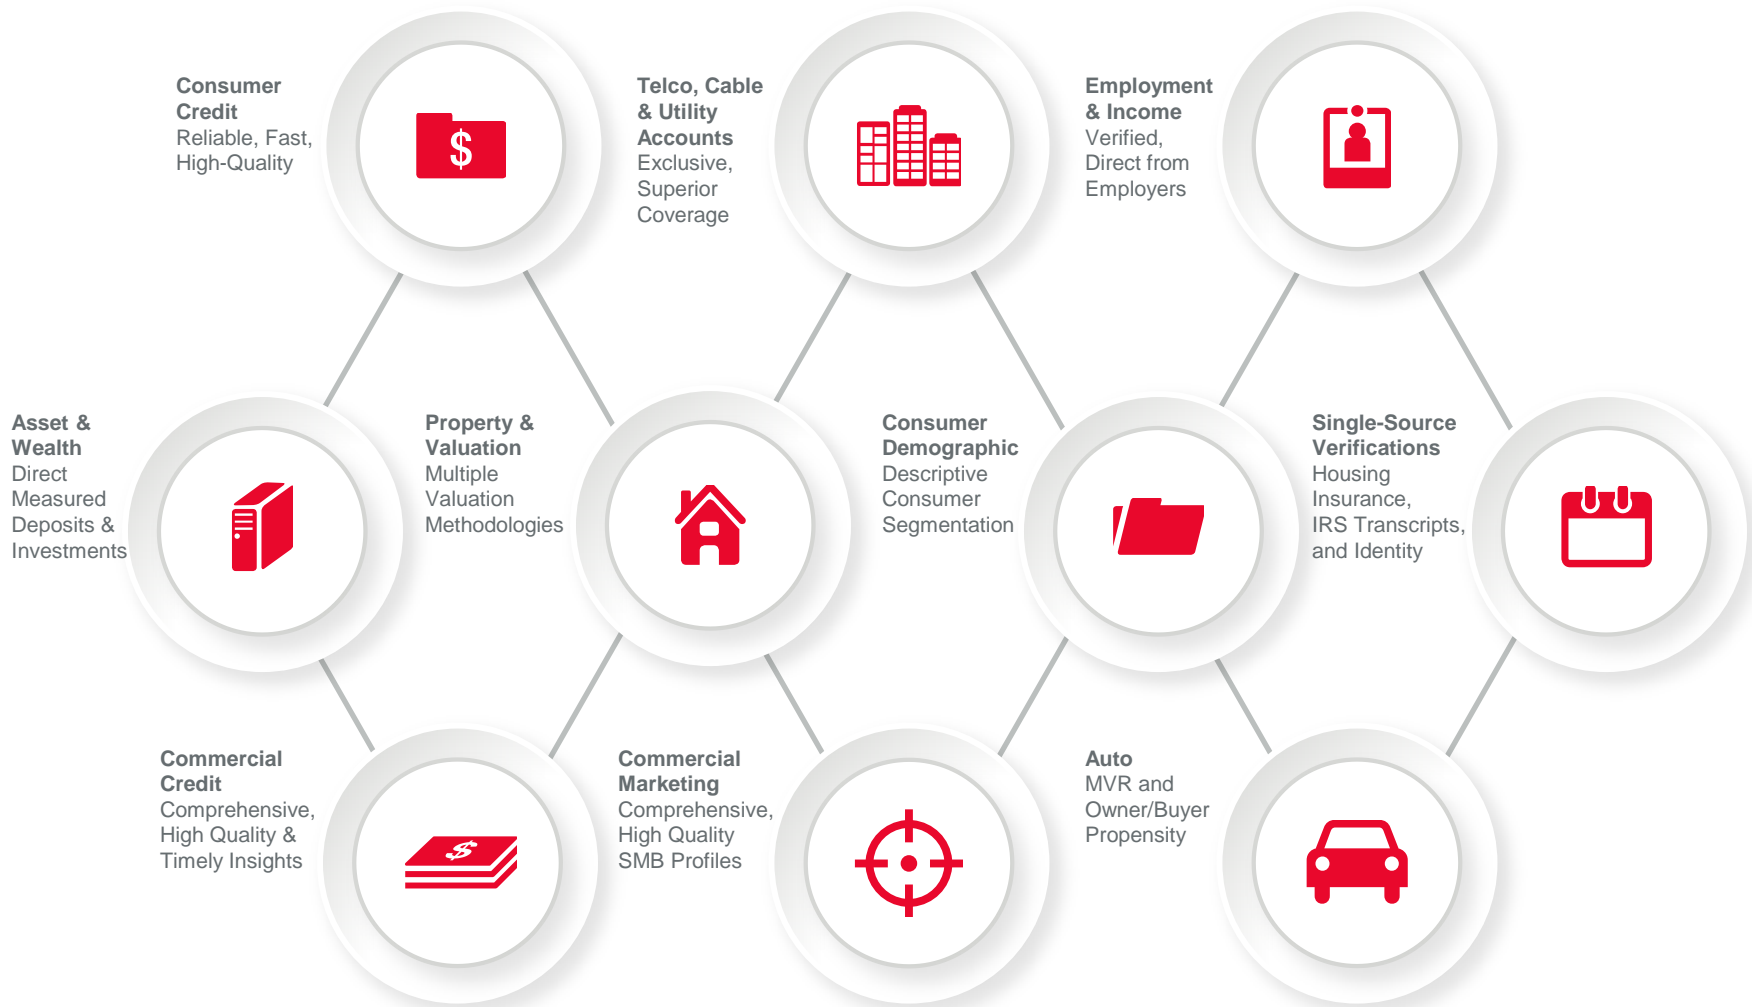 Consumer
Credit
Reliable, Fast,
High-Quality
$
Telco, Cable
& Utility
Accounts
Exclusive,
Superior
Coverage
Employment
& Income
Verified,
Direct from
Employers
Asset &
Wealth
Direct
Measured
Deposits &
Investments
Property &
Valuation
Multiple
Valuation
Methodologies
Consumer
Demographic
Descriptive
Consumer
Segmentation
Single-Source
Verifications
Housing
Insurance,
IRS Transcripts,
and Identity
Commercial
Credit
Comprehensive,
High Quality &
Timely Insights
$
Commercial
Marketing
Comprehensive,
High Quality
SMB Profiles
Auto
MVR and
Owner/Buyer
Propensity